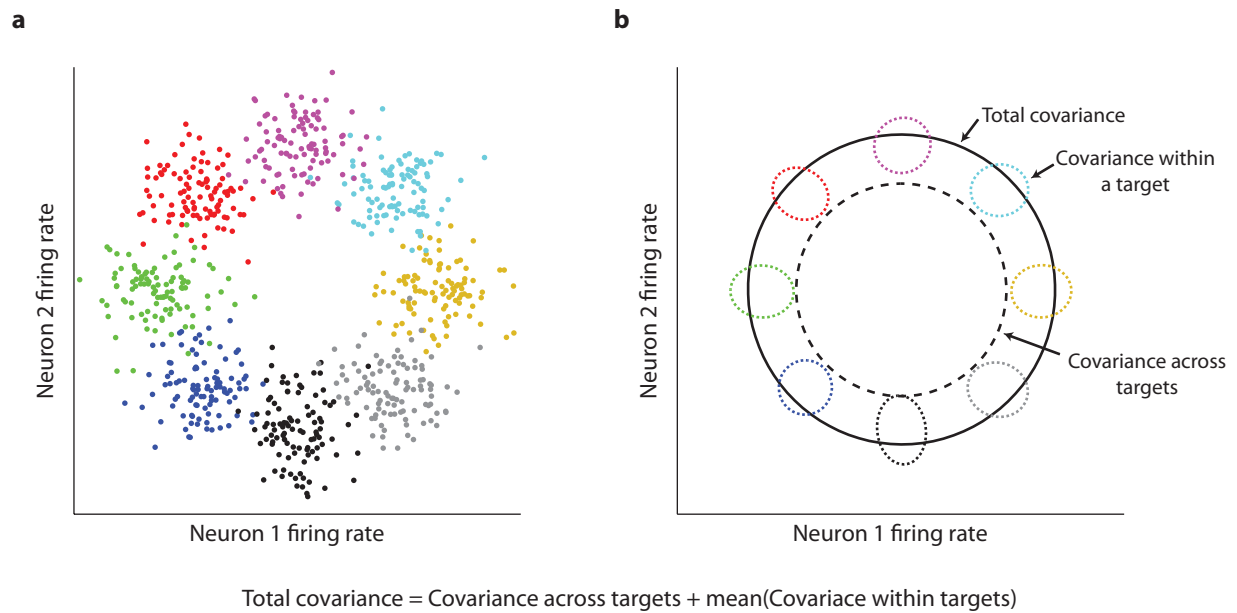 a
b
Neuron 2 firing rate
Neuron 1 firing rate
Neuron 2 firing rate
Total covariance
Covariance within
a target
Covariance across
targets
Neuron 1 firing rate
Total covariance = Covariance across targets + mean(Covariace within targets)